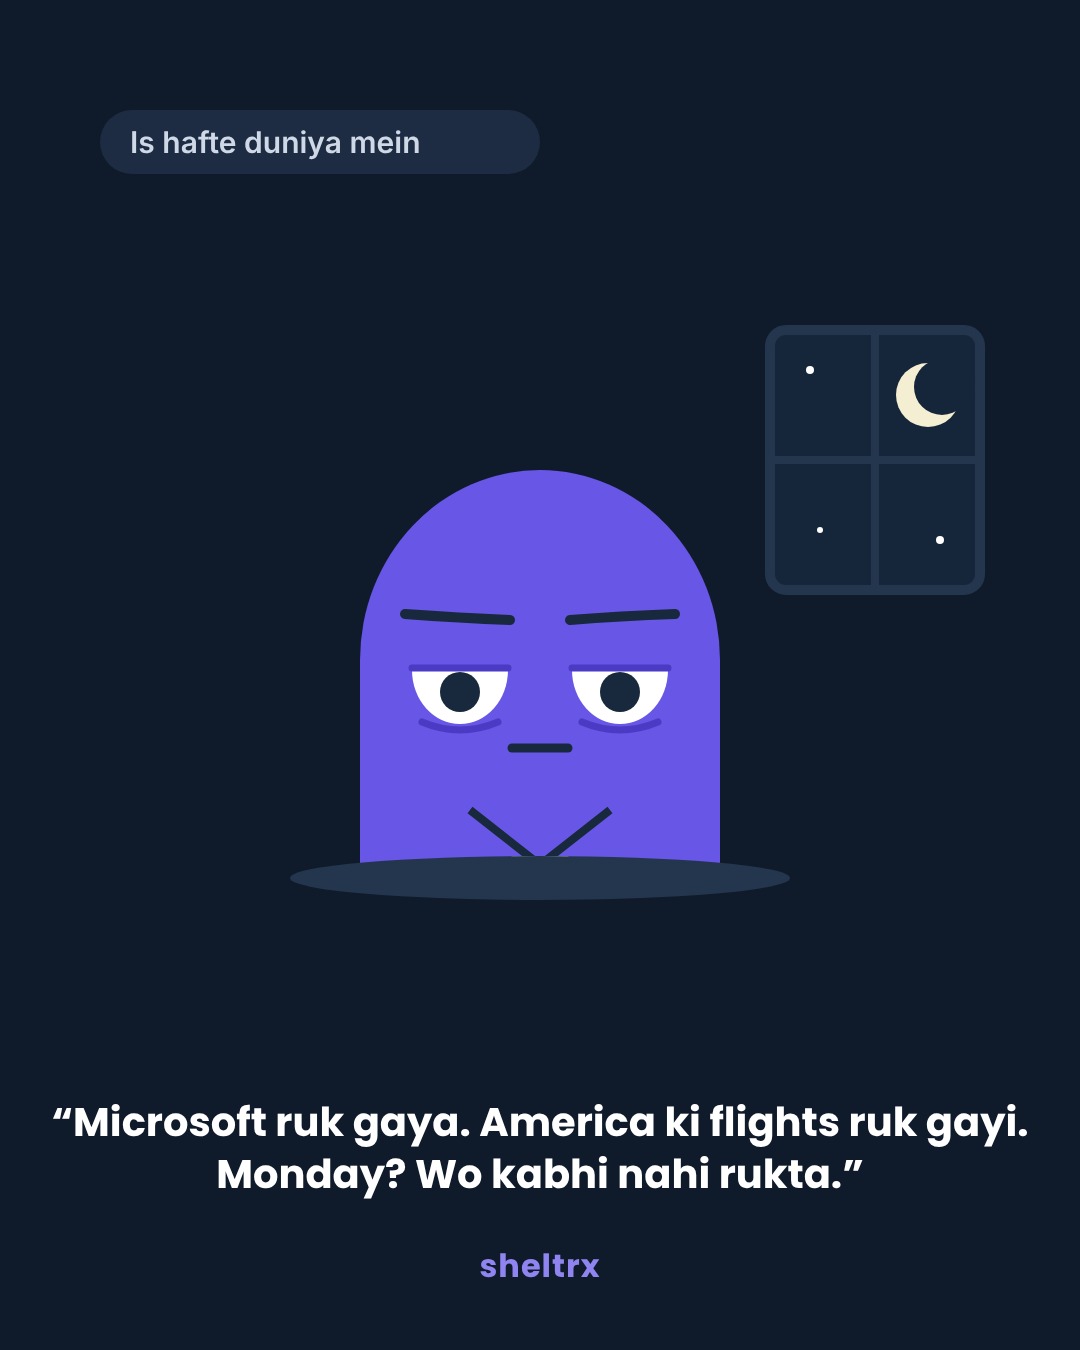 Is hafte duniya mein
“Microsoft ruk gaya. America ki flights ruk gayi.
Monday? Wo kabhi nahi rukta.”
sheltrx